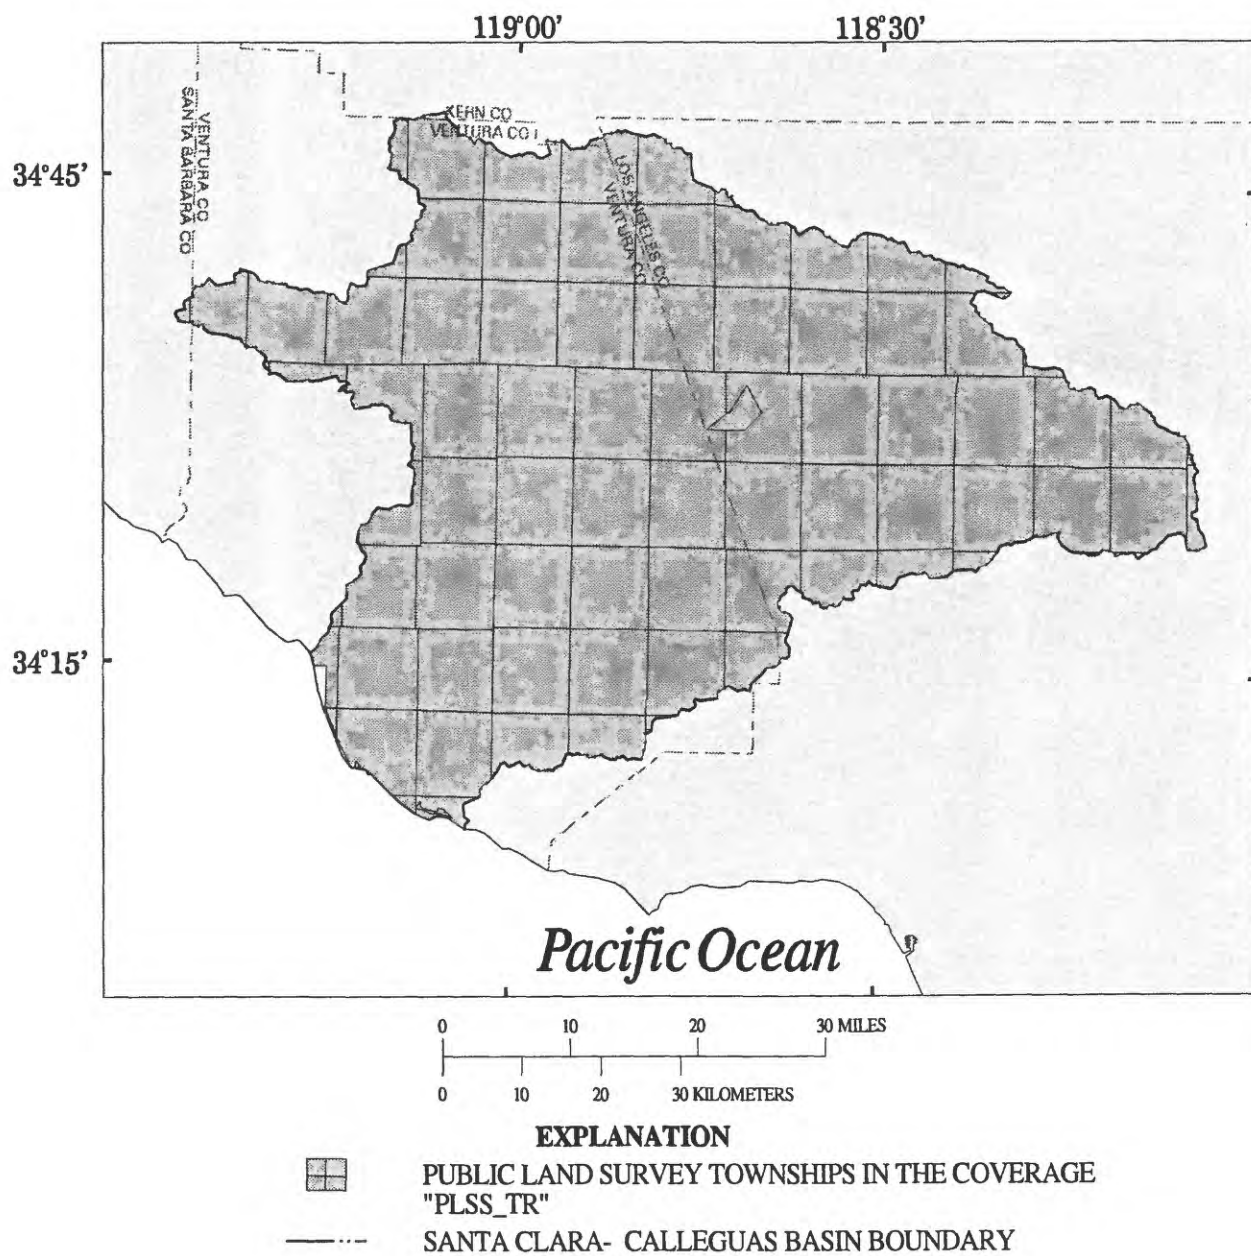 119°00' 118°30'
KERN CO
VENTURA CO
VENTURA CO
SANTA BARBARA CO
34°45'
LOS ANGELES CO
VENTURA CO
34°15'
Pacific Ocean
0 10 20 30 MILES
0 10 20 30 KILOMETERS
EXPLANATION
PUBLIC LAND SURVEY TOWNSHIPS IN THE COVERAGE
"PLSS_TR"
SANTA CLARA- CALLEGUAS BASIN BOUNDARY